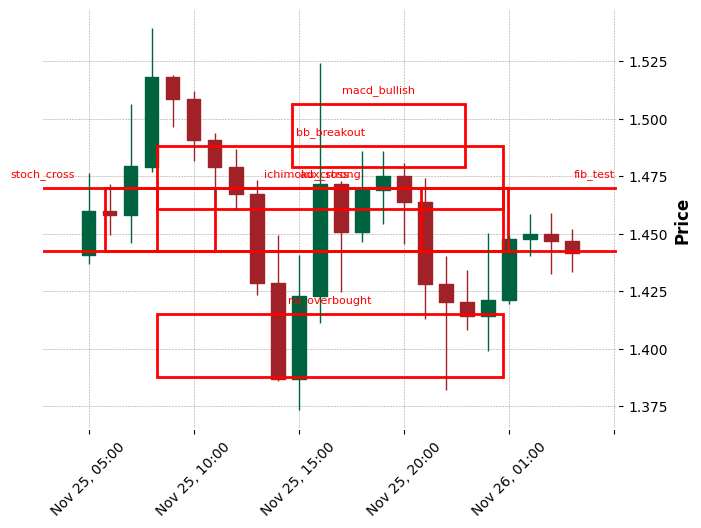 macd_bullish
bb_breakout
stoch_cross
fib_test
rsi_overbought
1.525
1.500
1.475
1.450
1.425
1.400
1.375
Price
Nov 25, 05:00
Nov 25, 10:00
Nov 25, 15:00
Nov 25, 20:00
Nov 26, 01:00